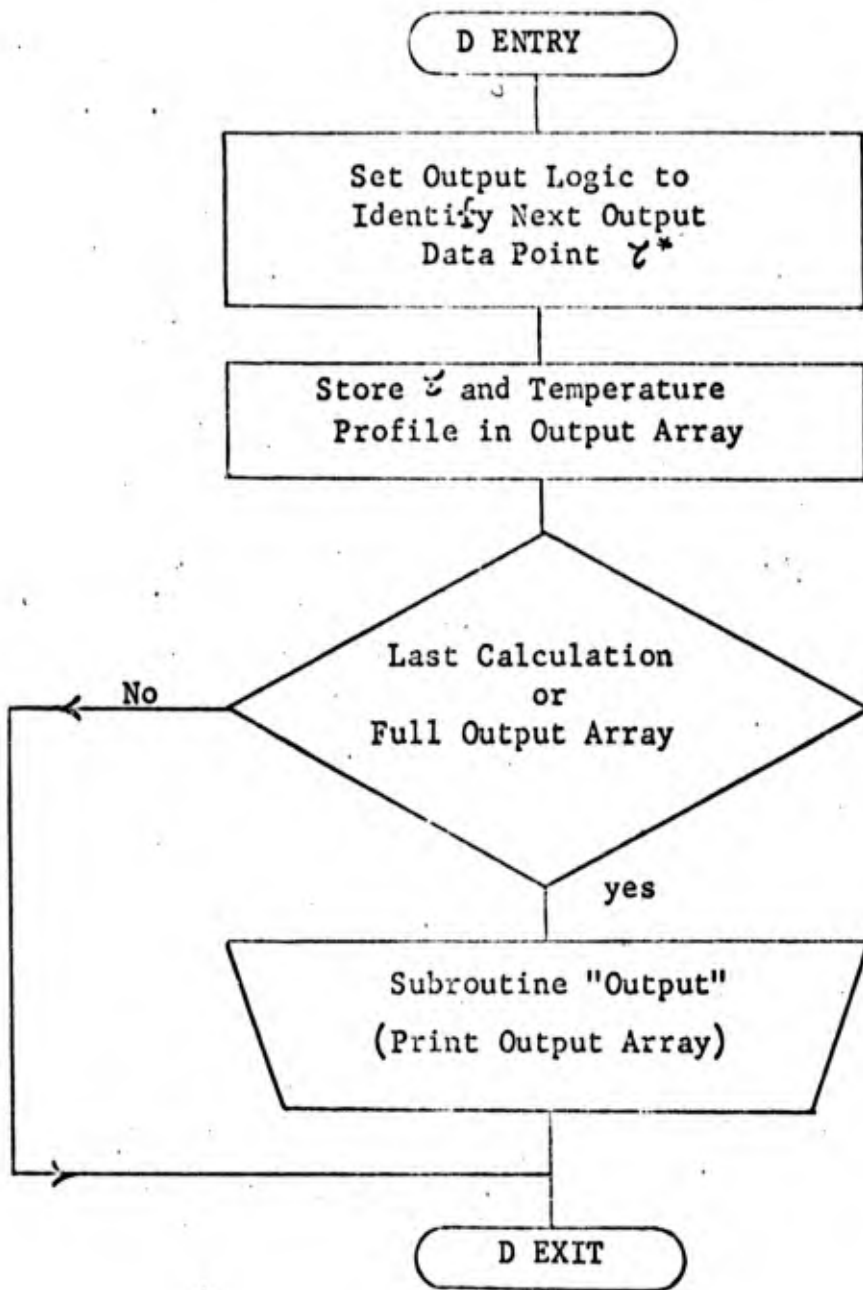 D ENTRY
Set Output Logic to
Identify Next Output
Data Point τ*
Store τ and Temperature
Profile in Output Array
Last Calculation
or
Full Output Array
No
yes
Subroutine "Output"
(Print Output Array)
D EXIT